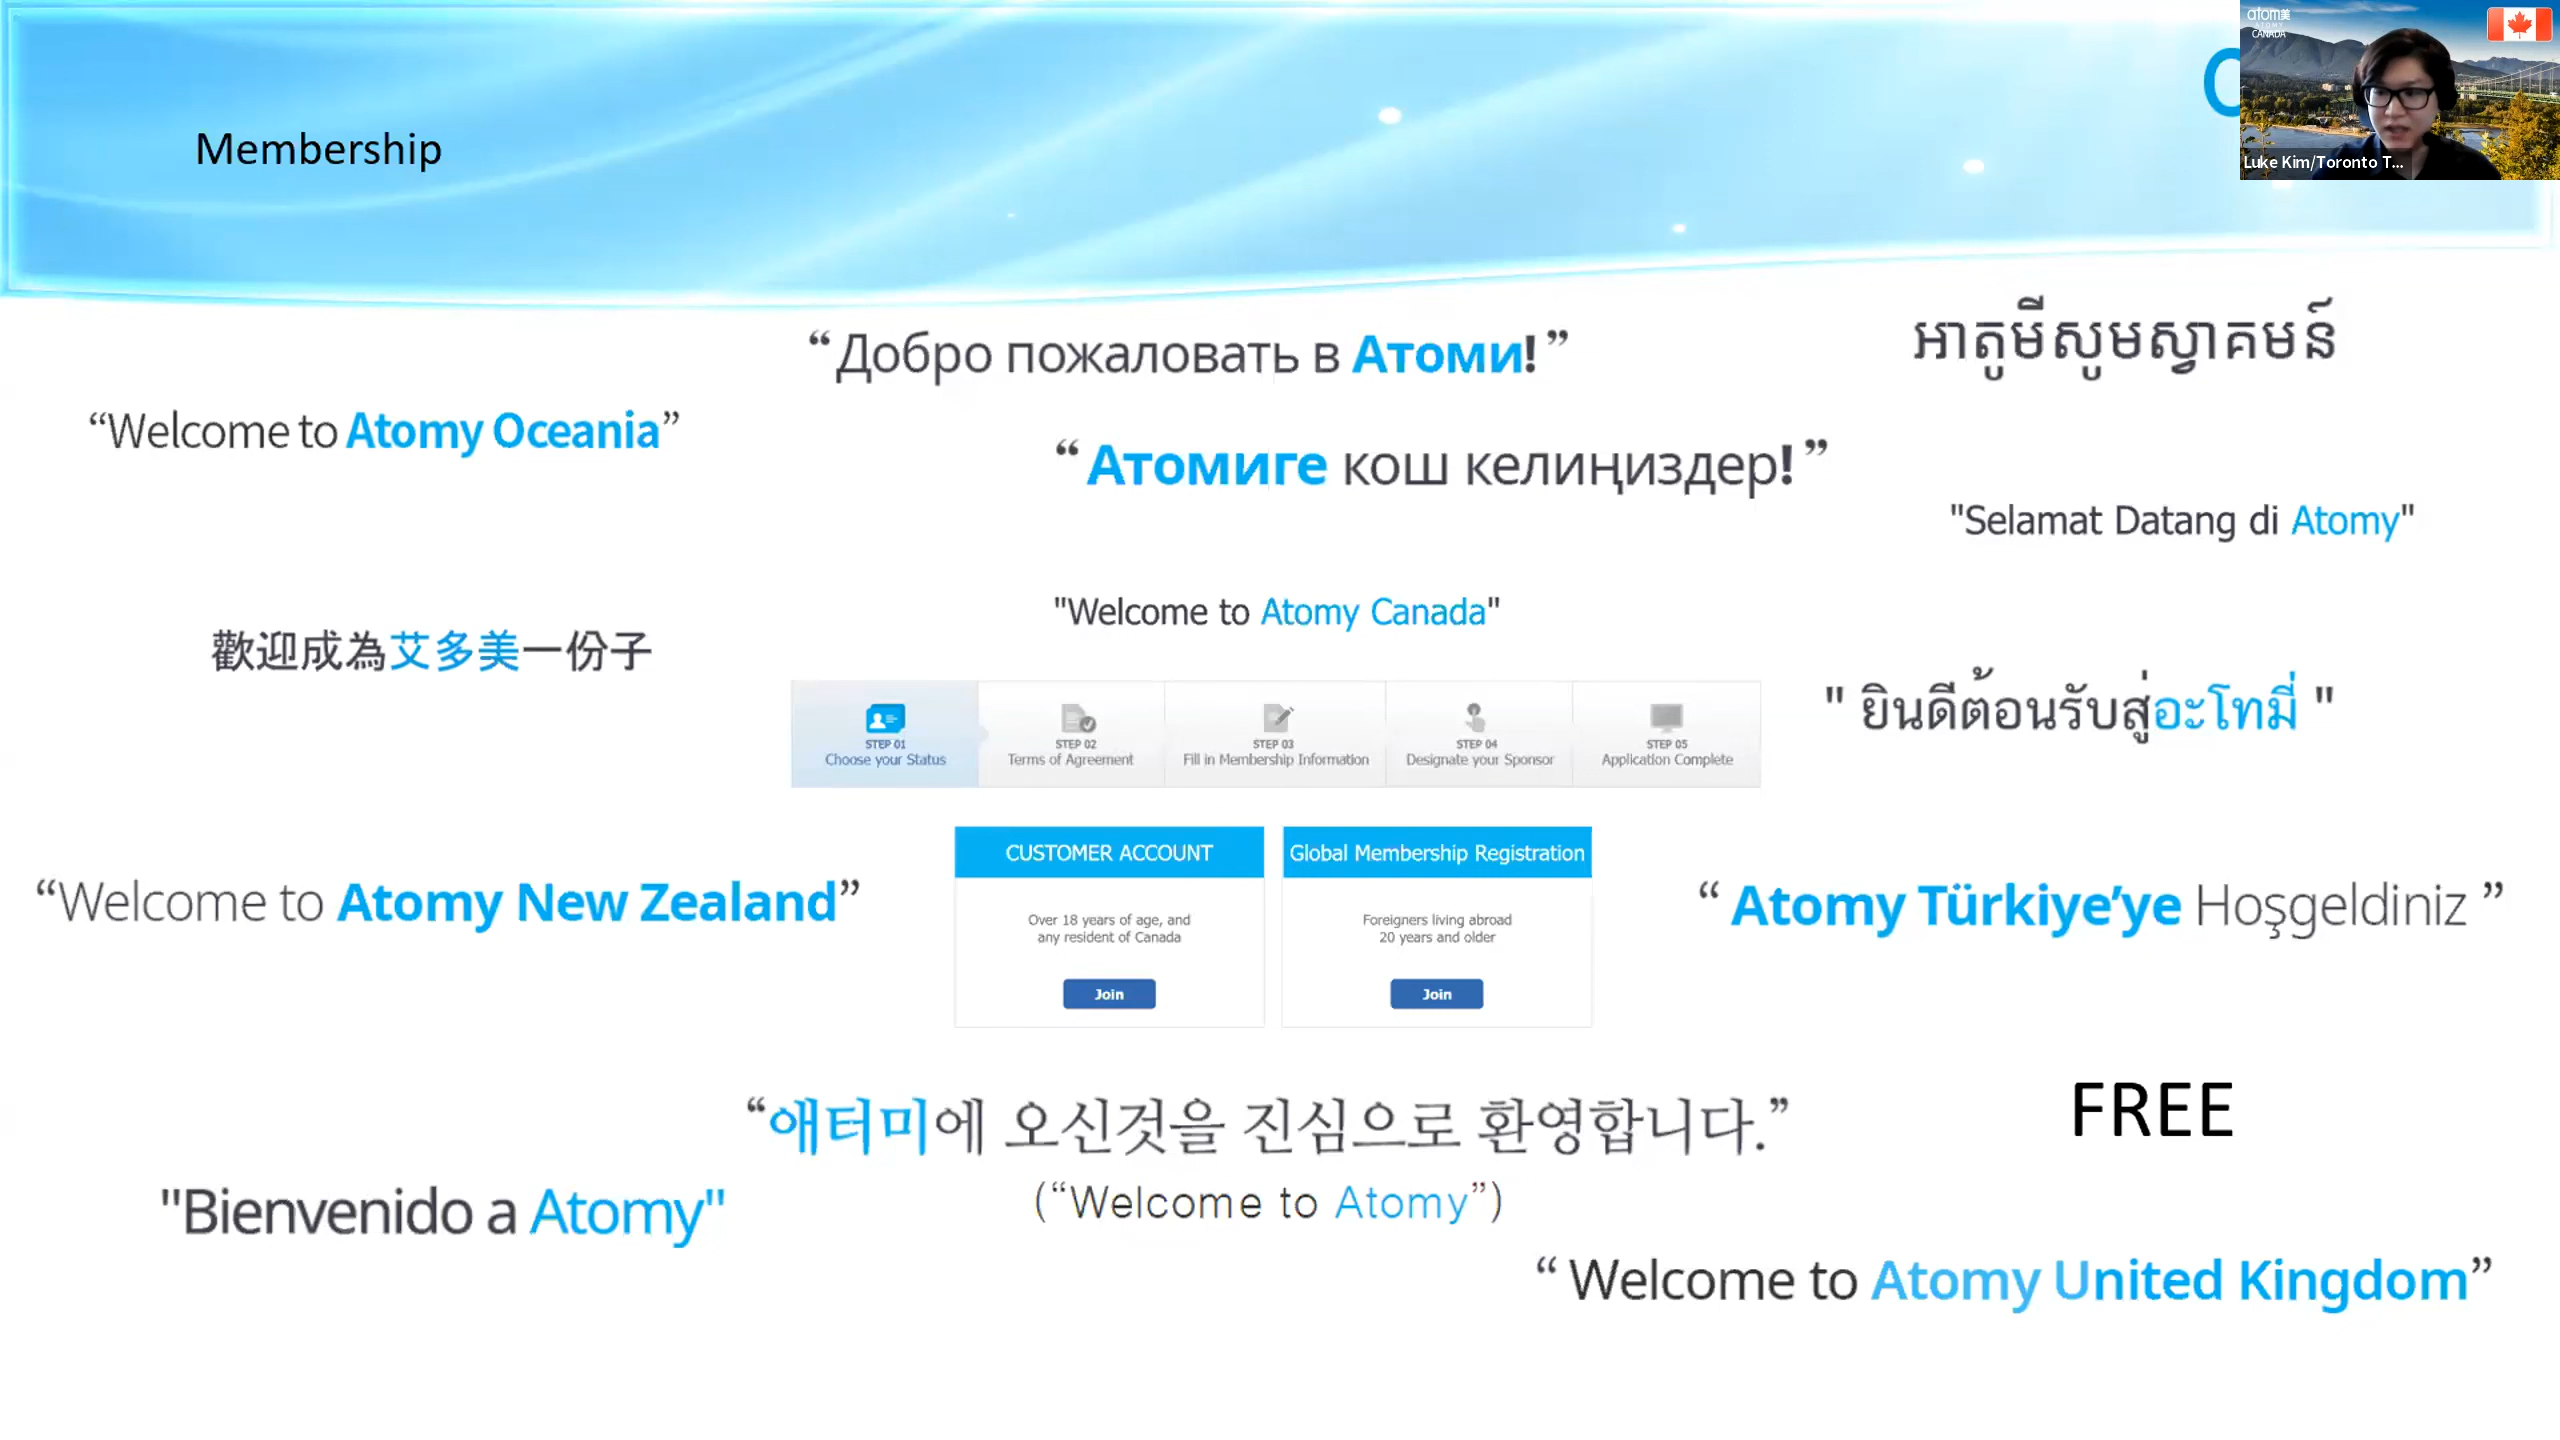 atom美
ATOMY
CANADA
Membership
Luke Kim/Toronto T...
“Добро пожаловать в Атоми!”
អាតូមីសូមស្វាគមន៍
“Welcome to Atomy Oceania”
“Атомиге кош келиңиздер!”
"Selamat Datang di Atomy"
"Welcome to Atomy Canada"
歡迎成為艾多美一份子
STEP 01
Choose your Status
STEP 02
Terms of Agreement
STEP 03
Fill in Membership Information
STEP 04
Designate your Sponsor
STEP 05
Application Complete
" ยินดีต้อนรับสู่อะโทมี่ "
CUSTOMER ACCOUNT
Over 18 years of age, and
any resident of Canada
Join
Global Membership Registration
Foreigners living abroad
20 years and older
Join
“Welcome to Atomy New Zealand”
“ Atomy Türkiye’ye Hoşgeldiniz ”
“애터미에 오신것을 진심으로 환영합니다.”
FREE
"Bienvenido a Atomy"
(“Welcome to Atomy”)
“ Welcome to Atomy United Kingdom”